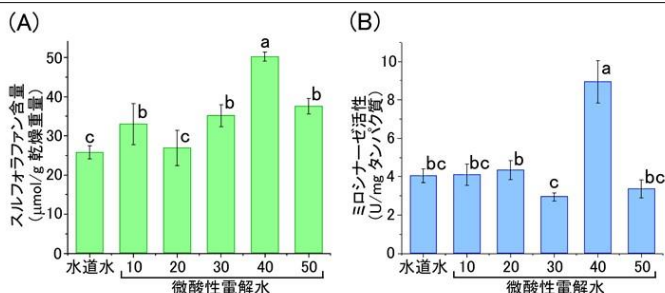 (A)
スルフォラファン含量
(μmol/g 乾燥重量)
50
40
30
20
10
0
c
b
c
b
a
b
水道水 10 20 30 40 50
微酸性電解水
(B)
ミロシナーゼ活性
(U/mg タンパク質)
10
8
6
4
2
0
bc
bc
b
c
a
bc
水道水 10 20 30 40 50
微酸性電解水